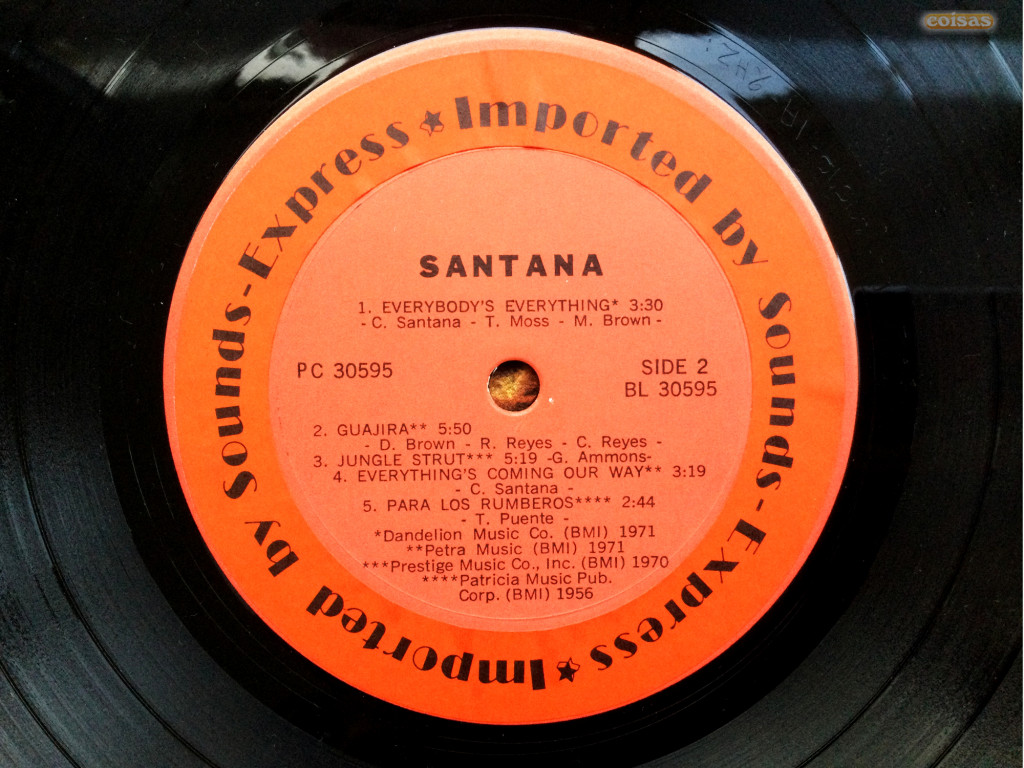 coisas
Imported by Sounds-Express ★ Imported by Sounds-Express ★
SANTANA
1. EVERYBODY'S EVERYTHING* 3:30
- C. Santana - T. Moss - M. Brown -
PC 30595
SIDE 2
BL 30595
2. GUAJIRA** 5:50
- D. Brown - R. Reyes - C. Reyes -
3. JUNGLE STRUT*** 5:19 -G. Ammons-
4. EVERYTHING'S COMING OUR WAY** 3:19
- C. Santana -
5. PARA LOS RUMBEROS**** 2:44
- T. Puente -
*Dandelion Music Co. (BMI) 1971
**Petra Music (BMI) 1971
***Prestige Music Co., Inc. (BMI) 1970
****Patricia Music Pub.
Corp. (BMI) 1956